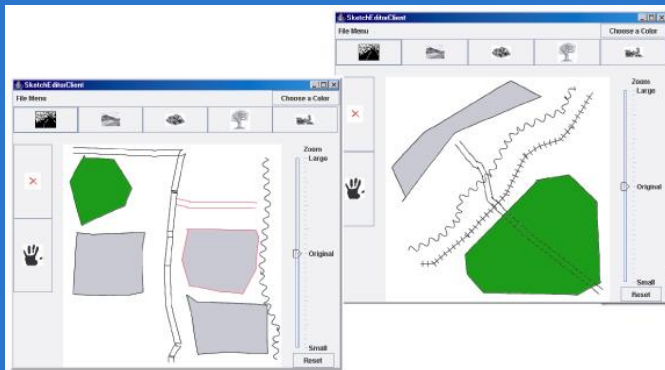 SketchEditorClient
File Menu
Choose a Color
Zoom
Large
Original
Small
Reset
SketchEditorClient
File Menu
Choose a Color
Zoom
Large
Original
Small
Reset